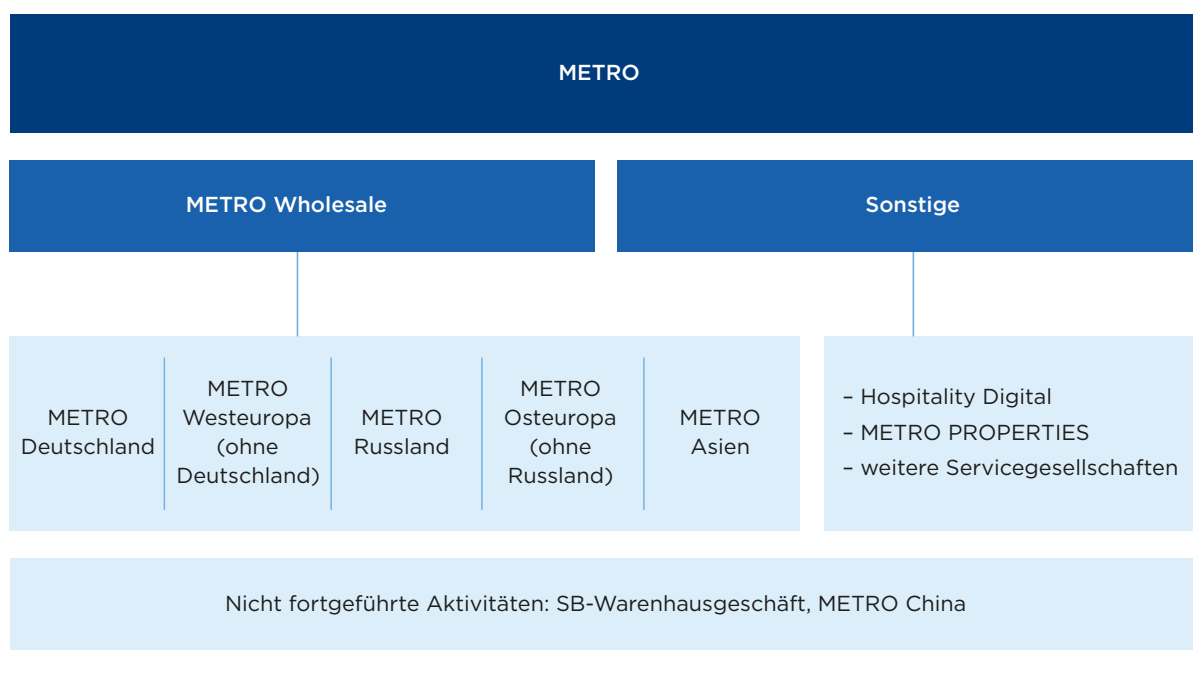 METRO
METRO Wholesale
Sonstige
METRO
Deutschland
METRO
Westeuropa
(ohne
Deutschland)
METRO
Russland
METRO
Osteuropa
(ohne
Russland)
METRO
Asien
– Hospitality Digital
– METRO PROPERTIES
– weitere Servicegesellschaften
Nicht fortgeführte Aktivitäten: SB-Warenhausgeschäft, METRO China